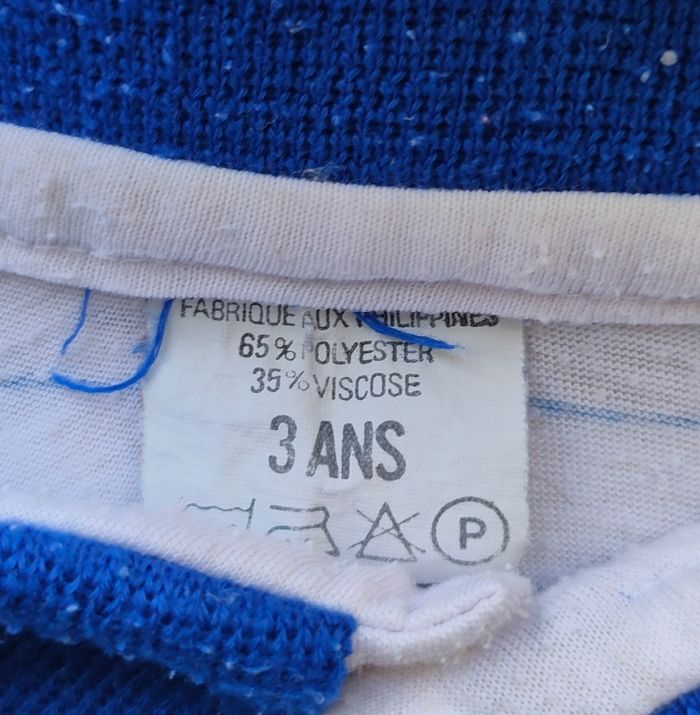 FABRIQUE AUX PHILIPPINES
65% POLYESTER
35% VISCOSE
3 ANS
P